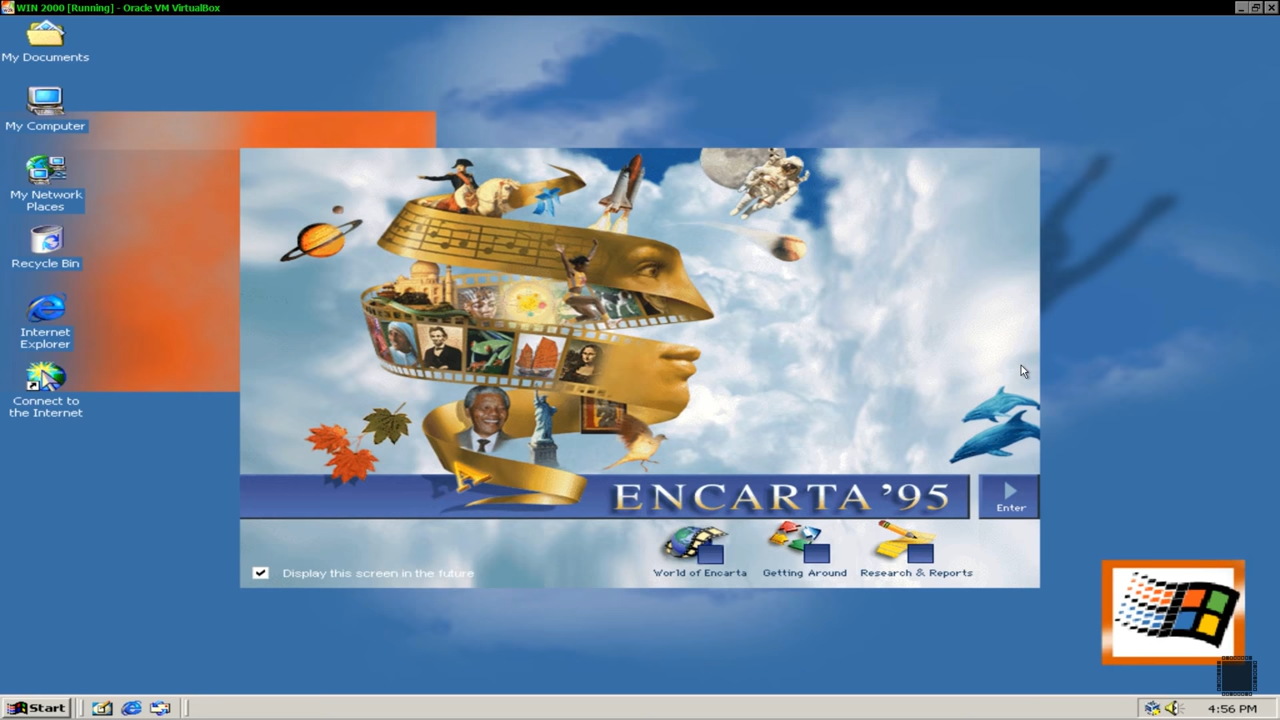 WIN 2000 [Running] - Oracle VM VirtualBox
My Documents
My Computer
My Network
Places
Recycle Bin
Internet
Explorer
Connect to
the Internet
ENCARTA '95
Enter
World of Encarta
Getting Around
Research & Reports
Display this screen in the future
Start
4:56 PM